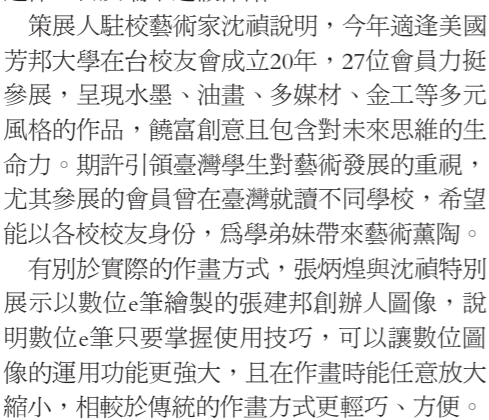 策展人駐校藝術家沈禎說明，今年適逢美國
芳邦大學在台校友會成立20年，27位會員力挺
參展，呈現水墨、油畫、多媒材、金工等多元
風格的作品，饒富創意且包含對未來思維的生
命力。期許引領臺灣學生對藝術發展的重視，
尤其參展的會員曾在臺灣就讀不同學校，希望
能以各校校友身份，為學弟妹帶來藝術薰陶。
有別於實際的作畫方式，張炳煌與沈禎特別
展示以數位e筆繪製的張建邦創辦人圖像，說
明數位e筆只要掌握使用技巧，可以讓數位圖
像的運用功能更強大，且在作畫時能任意放大
縮小，相較於傳統的作畫方式更輕巧、方便。